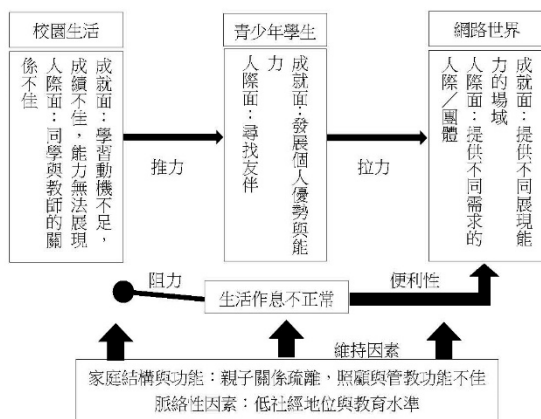 校園生活
成就面：學習動機不足，
成績不佳，能力無法展現
人際面：同學與教師的關
係不佳
推力
青少年學生
成就面：發展個人優勢與能
力
人際面：尋找友伴
拉力
網路世界
成就面：提供不同展現能
力的場域
人際面：提供不同需求的
人際／團體
阻力
生活作息不正常
便利性
維持因素
家庭結構與功能：親子關係疏離，照顧與管教功能不佳
脈絡性因素：低社經地位與教育水準